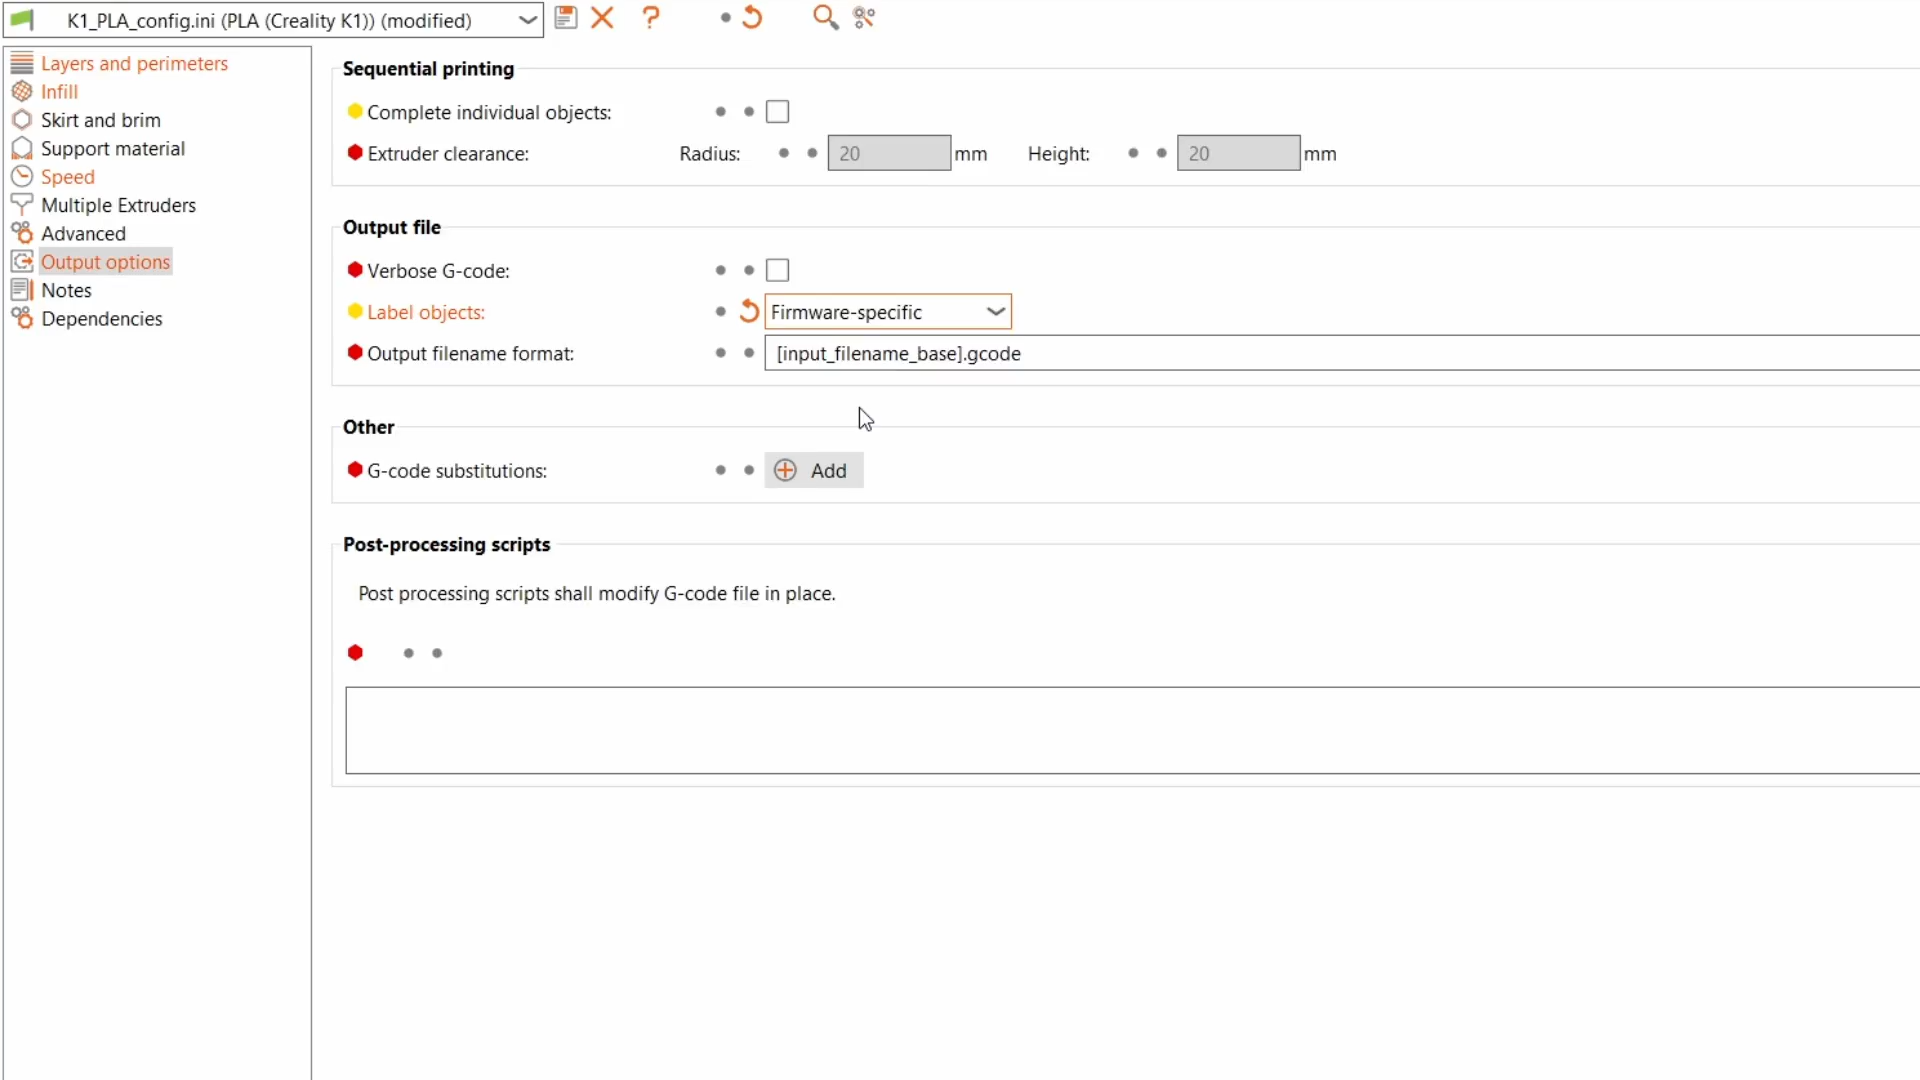 K1_PLA_config.ini (PLA (Creality K1)) (modified)
Layers and perimeters
Infill
Skirt and brim
Support material
Speed
Multiple Extruders
Advanced
Output options
Notes
Dependencies
Sequential printing
Complete individual objects:
Extruder clearance: Radius: 20 mm Height: 20 mm
Output file
Verbose G-code:
Label objects: Firmware-specific
Output filename format: [input_filename_base].gcode
Other
G-code substitutions: Add
Post-processing scripts
Post processing scripts shall modify G-code file in place.